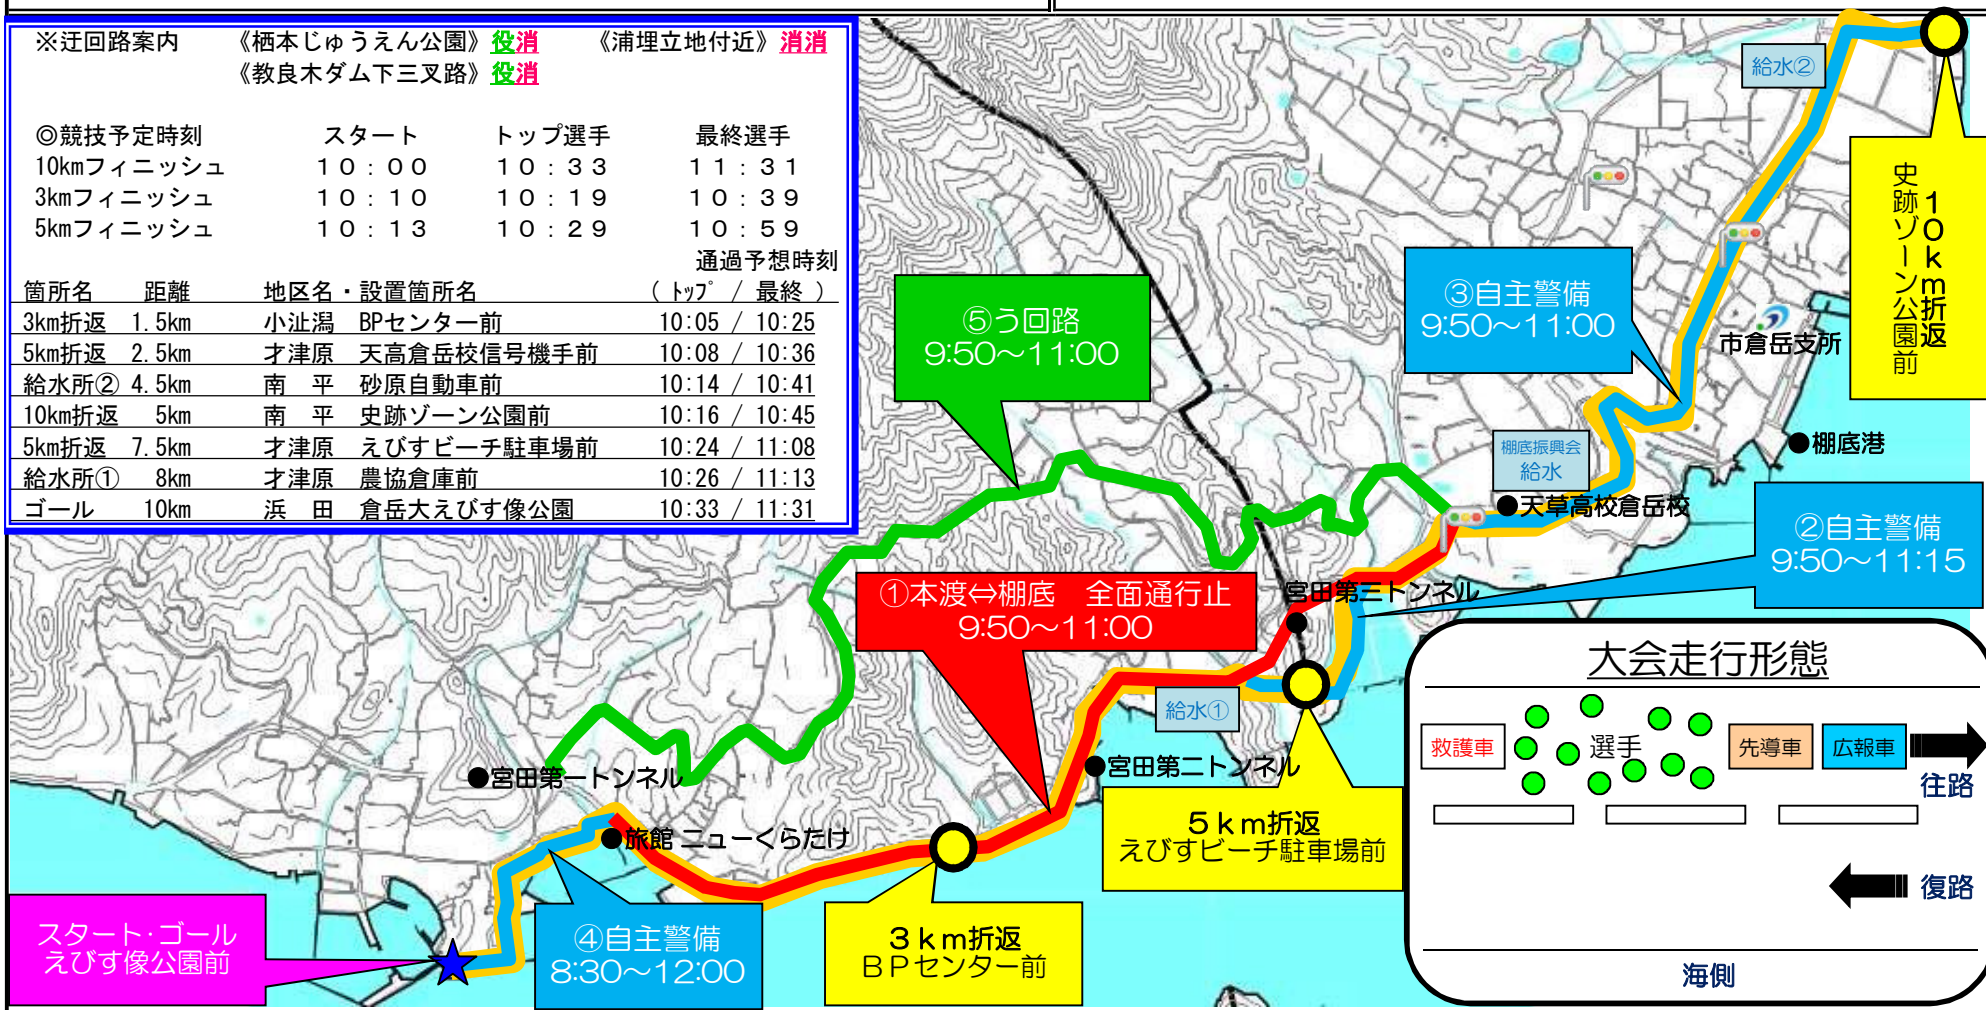 ※迂回路案内　《栖本じゅうえん公園》役消　《浦埋立地付近》消消
《教良木ダム下三叉路》役消
◎競技予定時刻　スタート　トップ選手　最終選手
10kmフィニッシュ　１０：００　１０：３３　１１：３１
3kmフィニッシュ　１０：１０　１０：１９　１０：３９
5kmフィニッシュ　１０：１３　１０：２９　１０：５９
通過予想時刻
箇所名　距離　地区名・設置箇所名　（ ﾄｯﾌﾟ / 最終 ）
3km折返　1.5km　小沚潟　BPセンター前　10:05 / 10:25
5km折返　2.5km　才津原　天高倉岳校信号機手前　10:08 / 10:36
給水所②　4.5km　南　平　砂原自動車前　10:14 / 10:41
10km折返　5km　南　平　史跡ゾーン公園前　10:16 / 10:45
5km折返　7.5km　才津原　えびすビーチ駐車場前　10:24 / 11:08
給水所①　8km　才津原　農協倉庫前　10:26 / 11:13
ゴール　10km　浜　田　倉岳大えびす像公園　10:33 / 11:31
給水②
１０ｋｍ折返
史跡ゾーン公園前
③自主警備
9:50～11:00
⑤う回路
9:50～11:00
市倉岳支所
●棚底港
棚底振興会
給水
●天草高校倉岳校
②自主警備
9:50～11:15
①本渡⇔棚底　全面通行止
9:50～11:00
宮田第三トンネル
給水①
●宮田第二トンネル
●宮田第一トンネル
●旅館 ニューくらたけ
５ｋｍ折返
えびすビーチ駐車場前
３ｋｍ折返
ＢＰセンター前
④自主警備
8:30～12:00
スタート・ゴール
えびす像公園前
大会走行形態
救護車　選手　先導車　広報車
往路
復路
海側